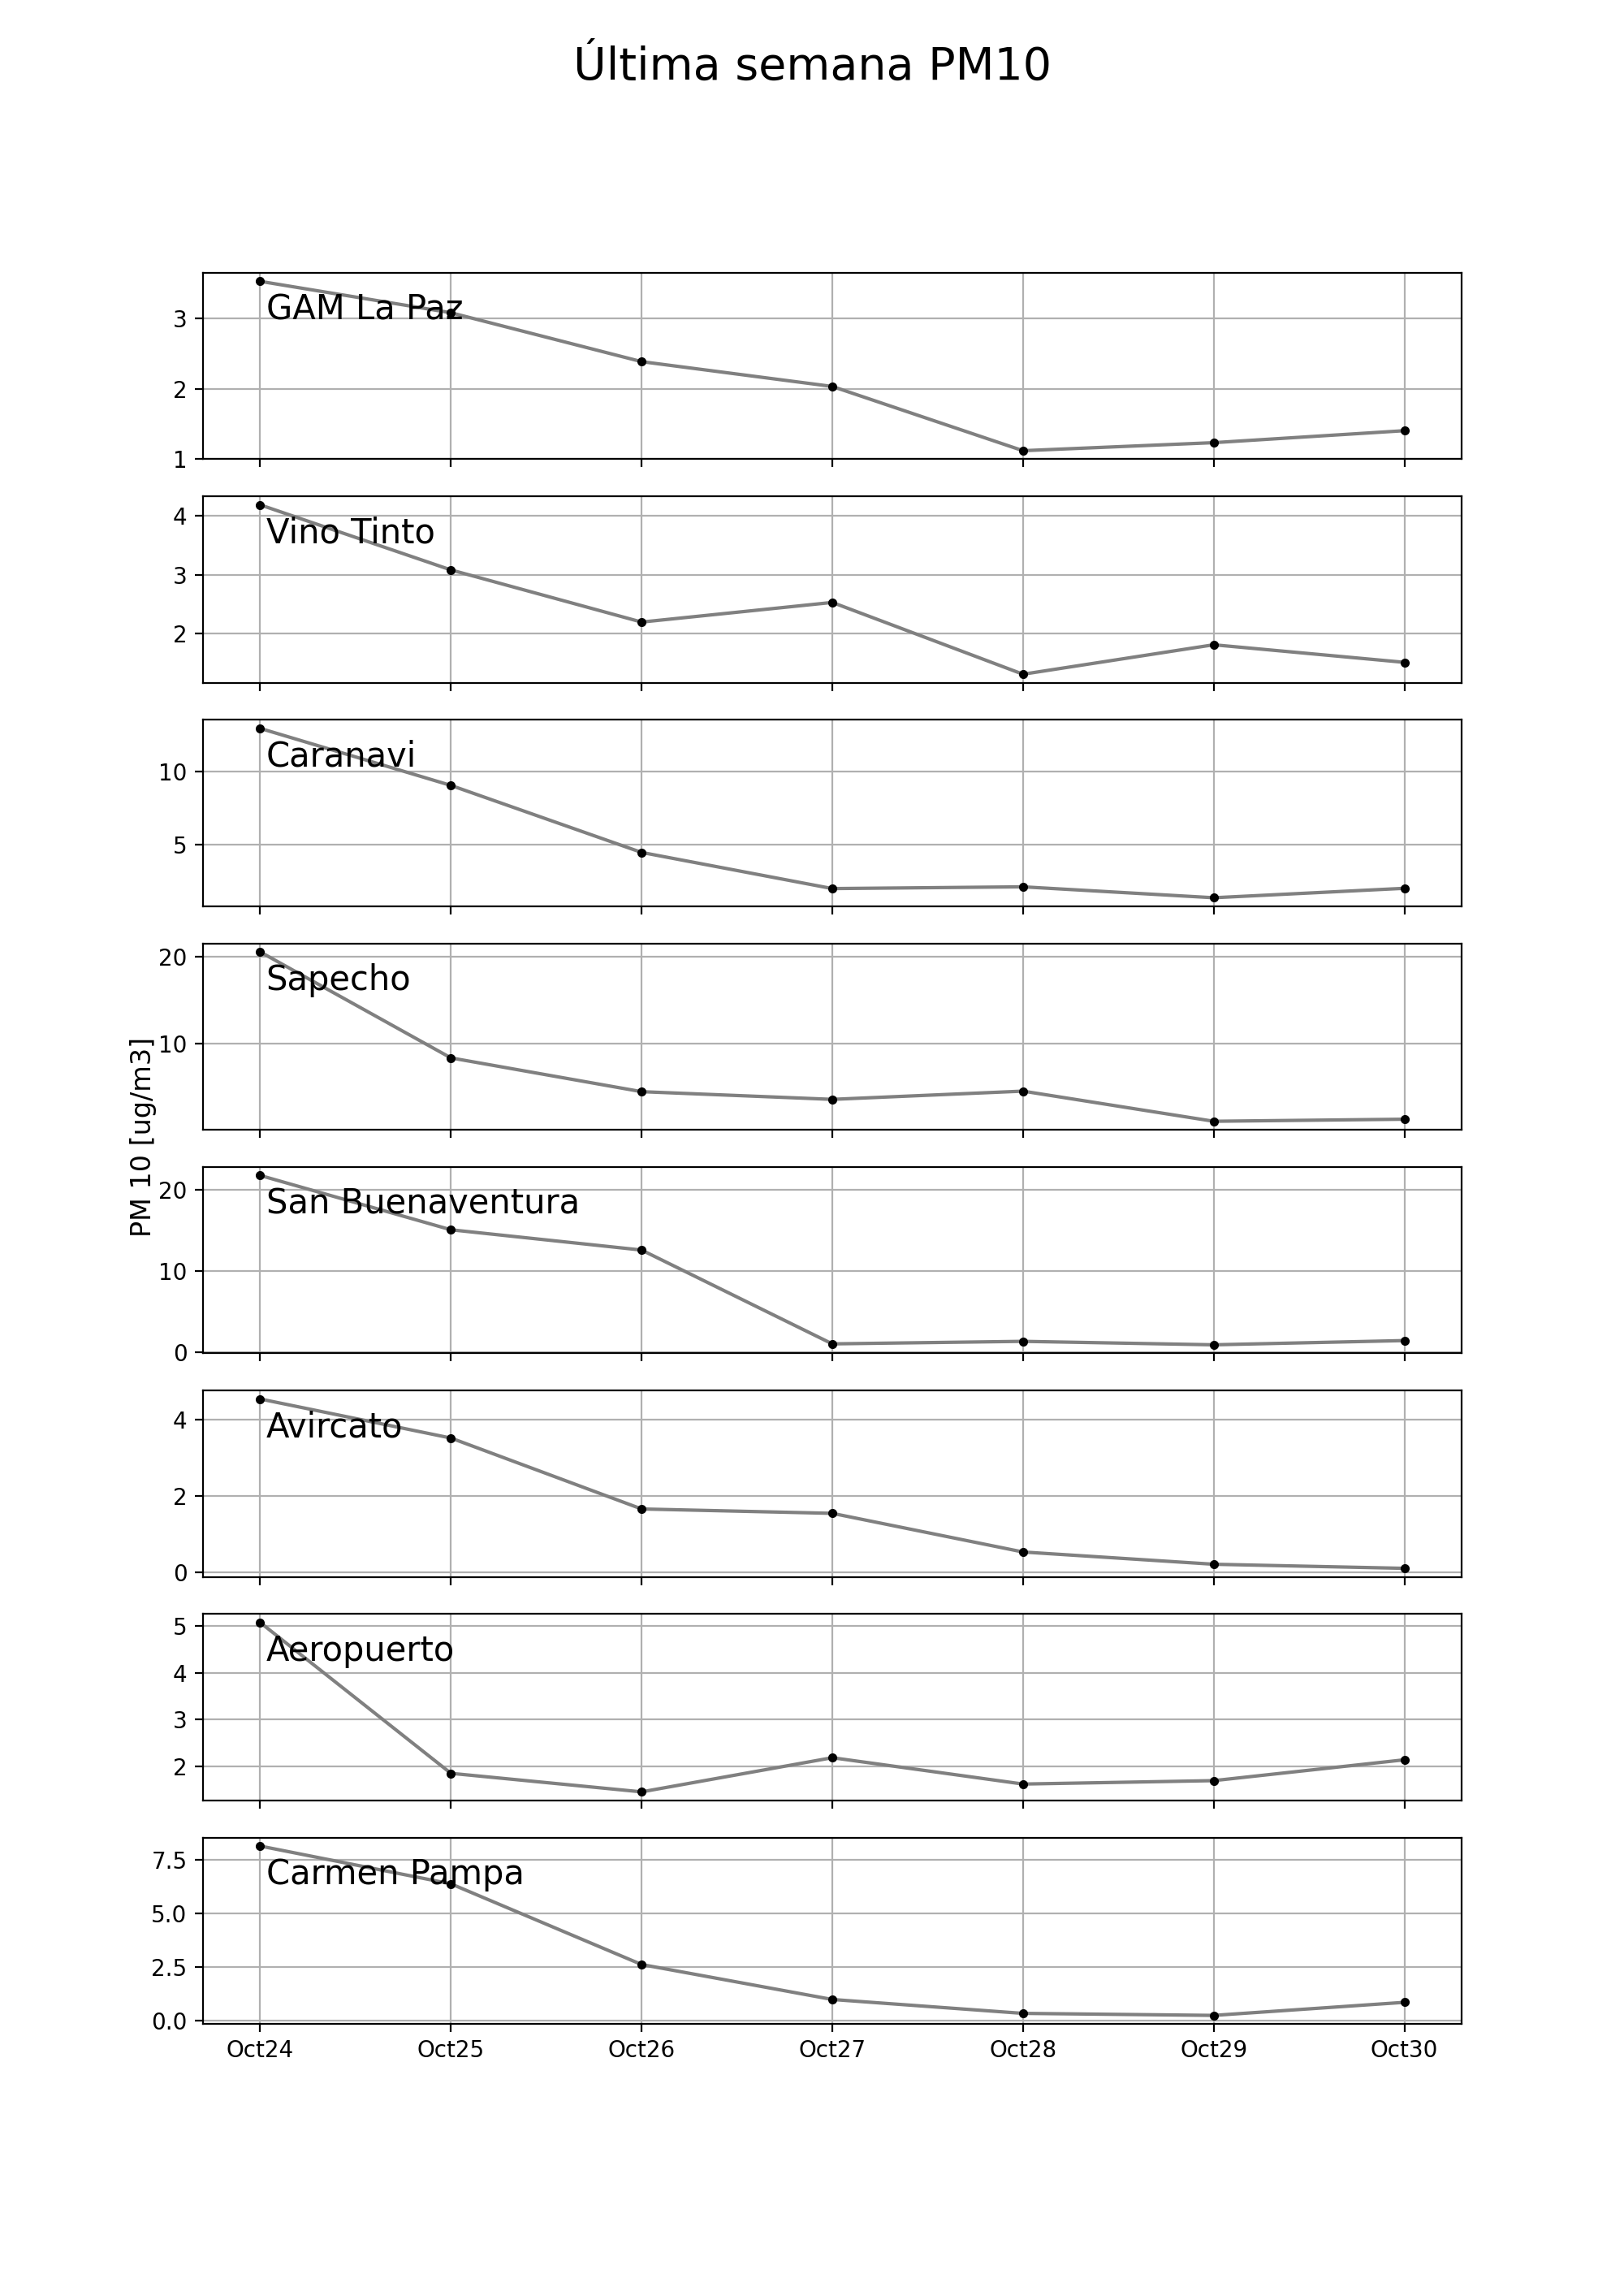 Última semana PM10
GAM La Paz
3
2
1
Vino Tinto
4
3
2
Caranavi
10
5
Sapecho
20
10
PM 10 [ug/m3]
San Buenaventura
20
10
0
Avircato
4
2
0
Aeropuerto
5
4
3
2
Carmen Pampa
7.5
5.0
2.5
0.0
Oct24 Oct25 Oct26 Oct27 Oct28 Oct29 Oct30